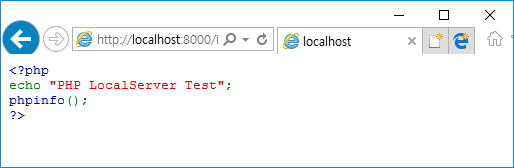 http://localhost:8000/i
localhost
<?php
echo "PHP LocalServer Test";
phpinfo();
?>